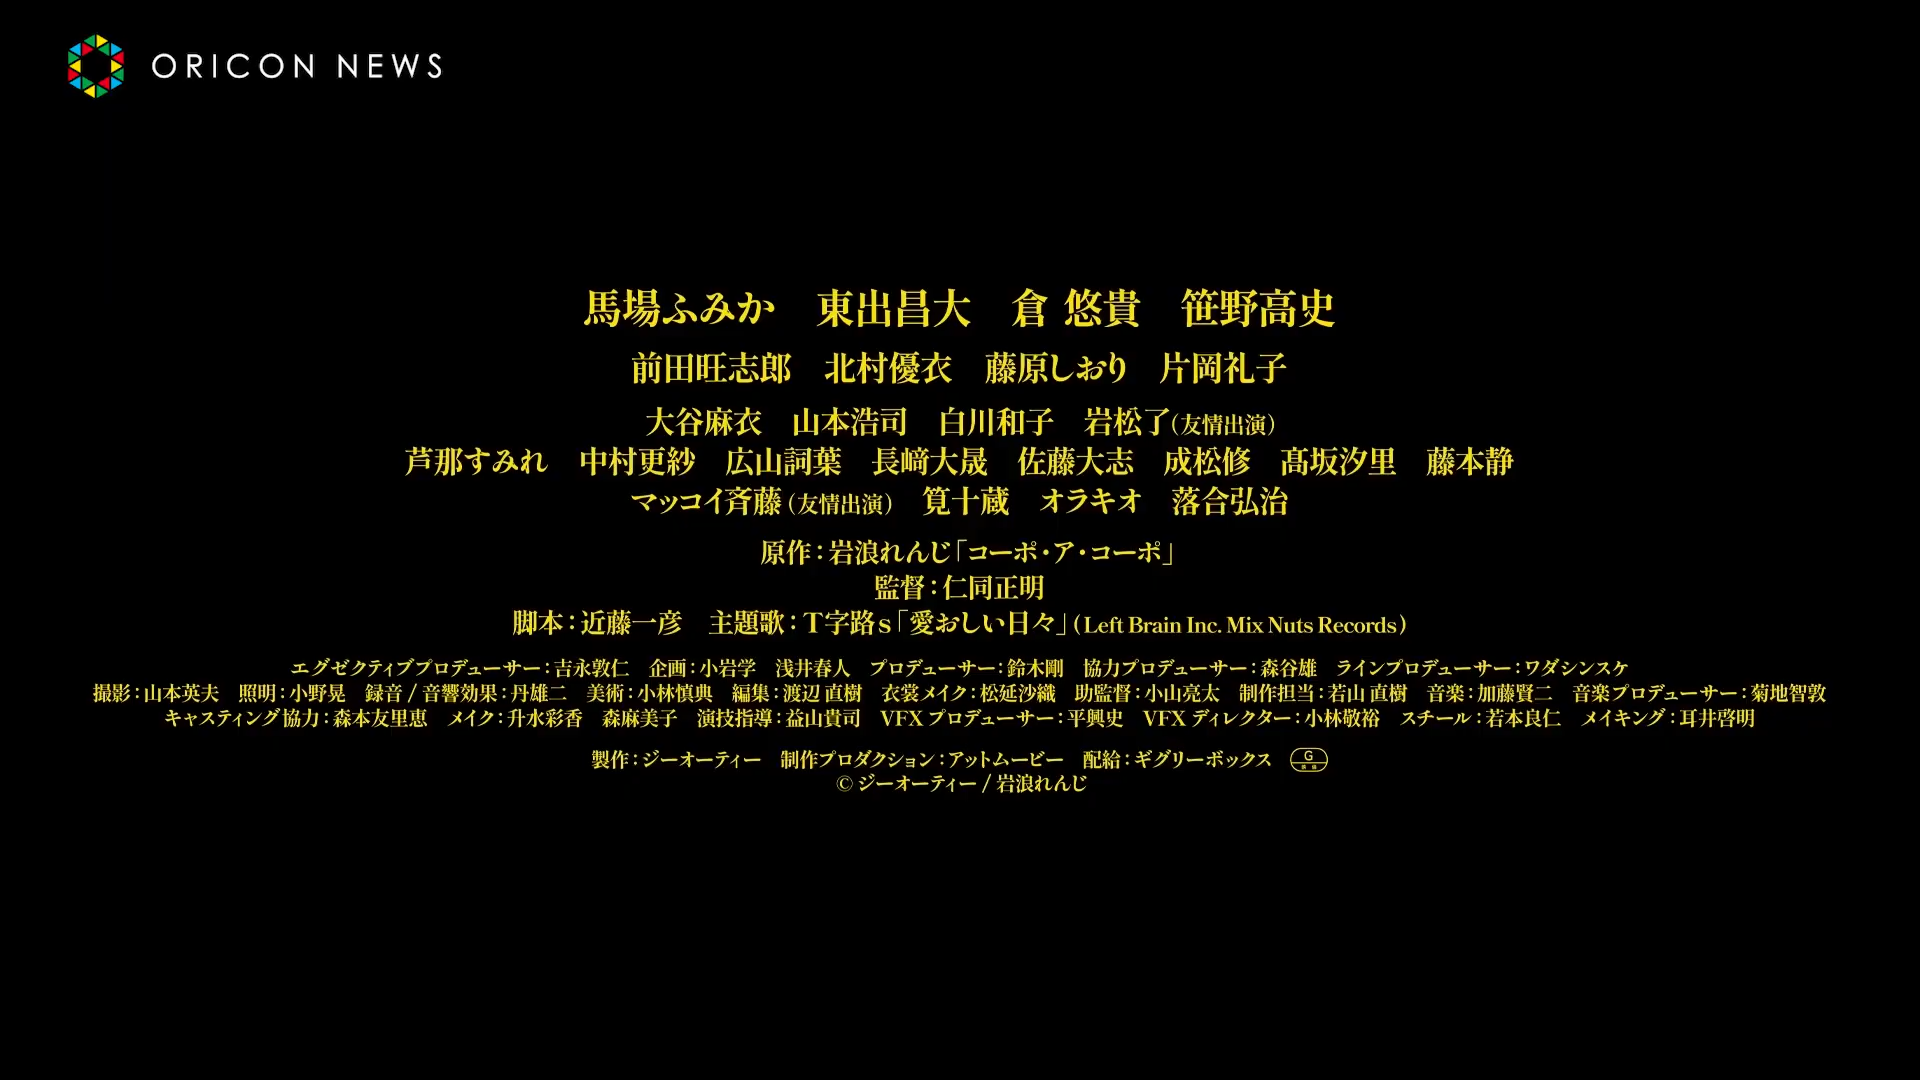 ORICON NEWS
馬場ふみか　東出昌大　倉 悠貴　笹野高史
前田旺志郎　北村優衣　藤原しおり　片岡礼子
大谷麻衣　山本浩司　白川和子　岩松了(友情出演)
芦那すみれ　中村更紗　広山詞葉　長﨑大晟　佐藤大志　成松修　髙坂汐里　藤本静
マッコイ斉藤(友情出演)　筧十蔵　オラキオ　落合弘治
原作：岩浪れんじ「コーポ・ア・コーポ」
監督：仁同正明
脚本：近藤一彦　主題歌：T字路s「愛おしい日々」(Left Brain Inc. Mix Nuts Records)
エグゼクティブプロデューサー：吉永敦仁　企画：小岩学　浅井春人　プロデューサー：鈴木剛　協力プロデューサー：森谷雄　ラインプロデューサー：ワダシンスケ
撮影：山本英夫　照明：小野晃　録音/音響効果：丹雄二　美術：小林慎典　編集：渡辺直樹　衣裳メイク：松延沙織　助監督：小山亮太　制作担当：若山直樹　音楽：加藤賢二　音楽プロデューサー：菊地智敦
キャスティング協力：森本友里恵　メイク：升水彩香　森麻美子　演技指導：益山貴司　VFXプロデューサー：平興史　VFXディレクター：小林敬裕　スチール：若本良仁　メイキング：耳井啓明
製作：ジーオーティー　制作プロダクション：アットムービー　配給：ギグリーボックス　G
©ジーオーティー/岩浪れんじ